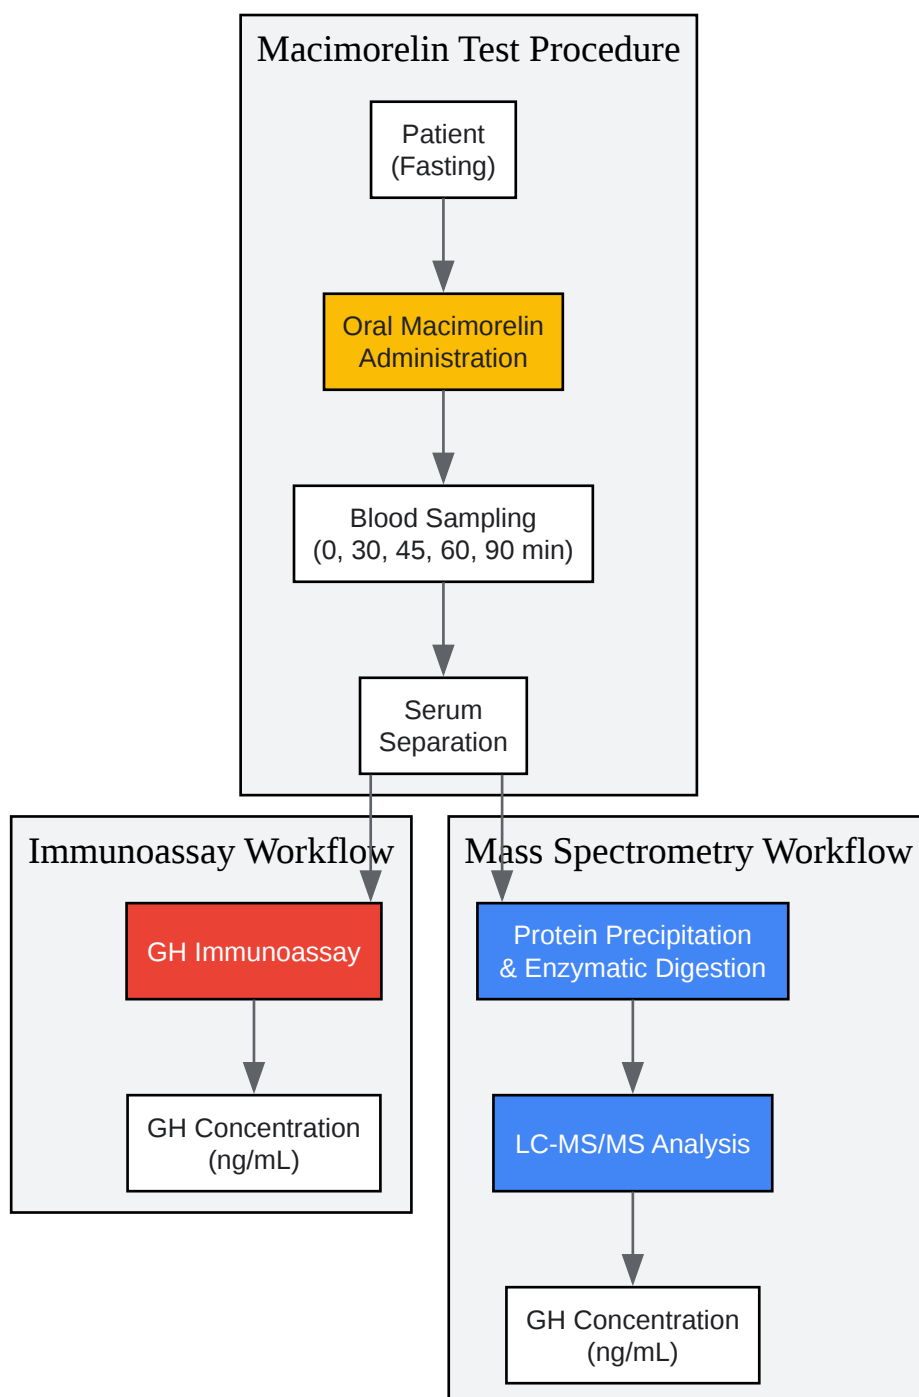 Macimorelin Test Procedure
Patient
(Fasting)
Oral Macimorelin
Administration
Blood Sampling
(0, 30, 45, 60, 90 min)
Serum
Separation
Immunoassay Workflow
GH Immunoassay
GH Concentration
(ng/mL)
Mass Spectrometry Workflow
Protein Precipitation
& Enzymatic Digestion
LC-MS/MS Analysis
GH Concentration
(ng/mL)